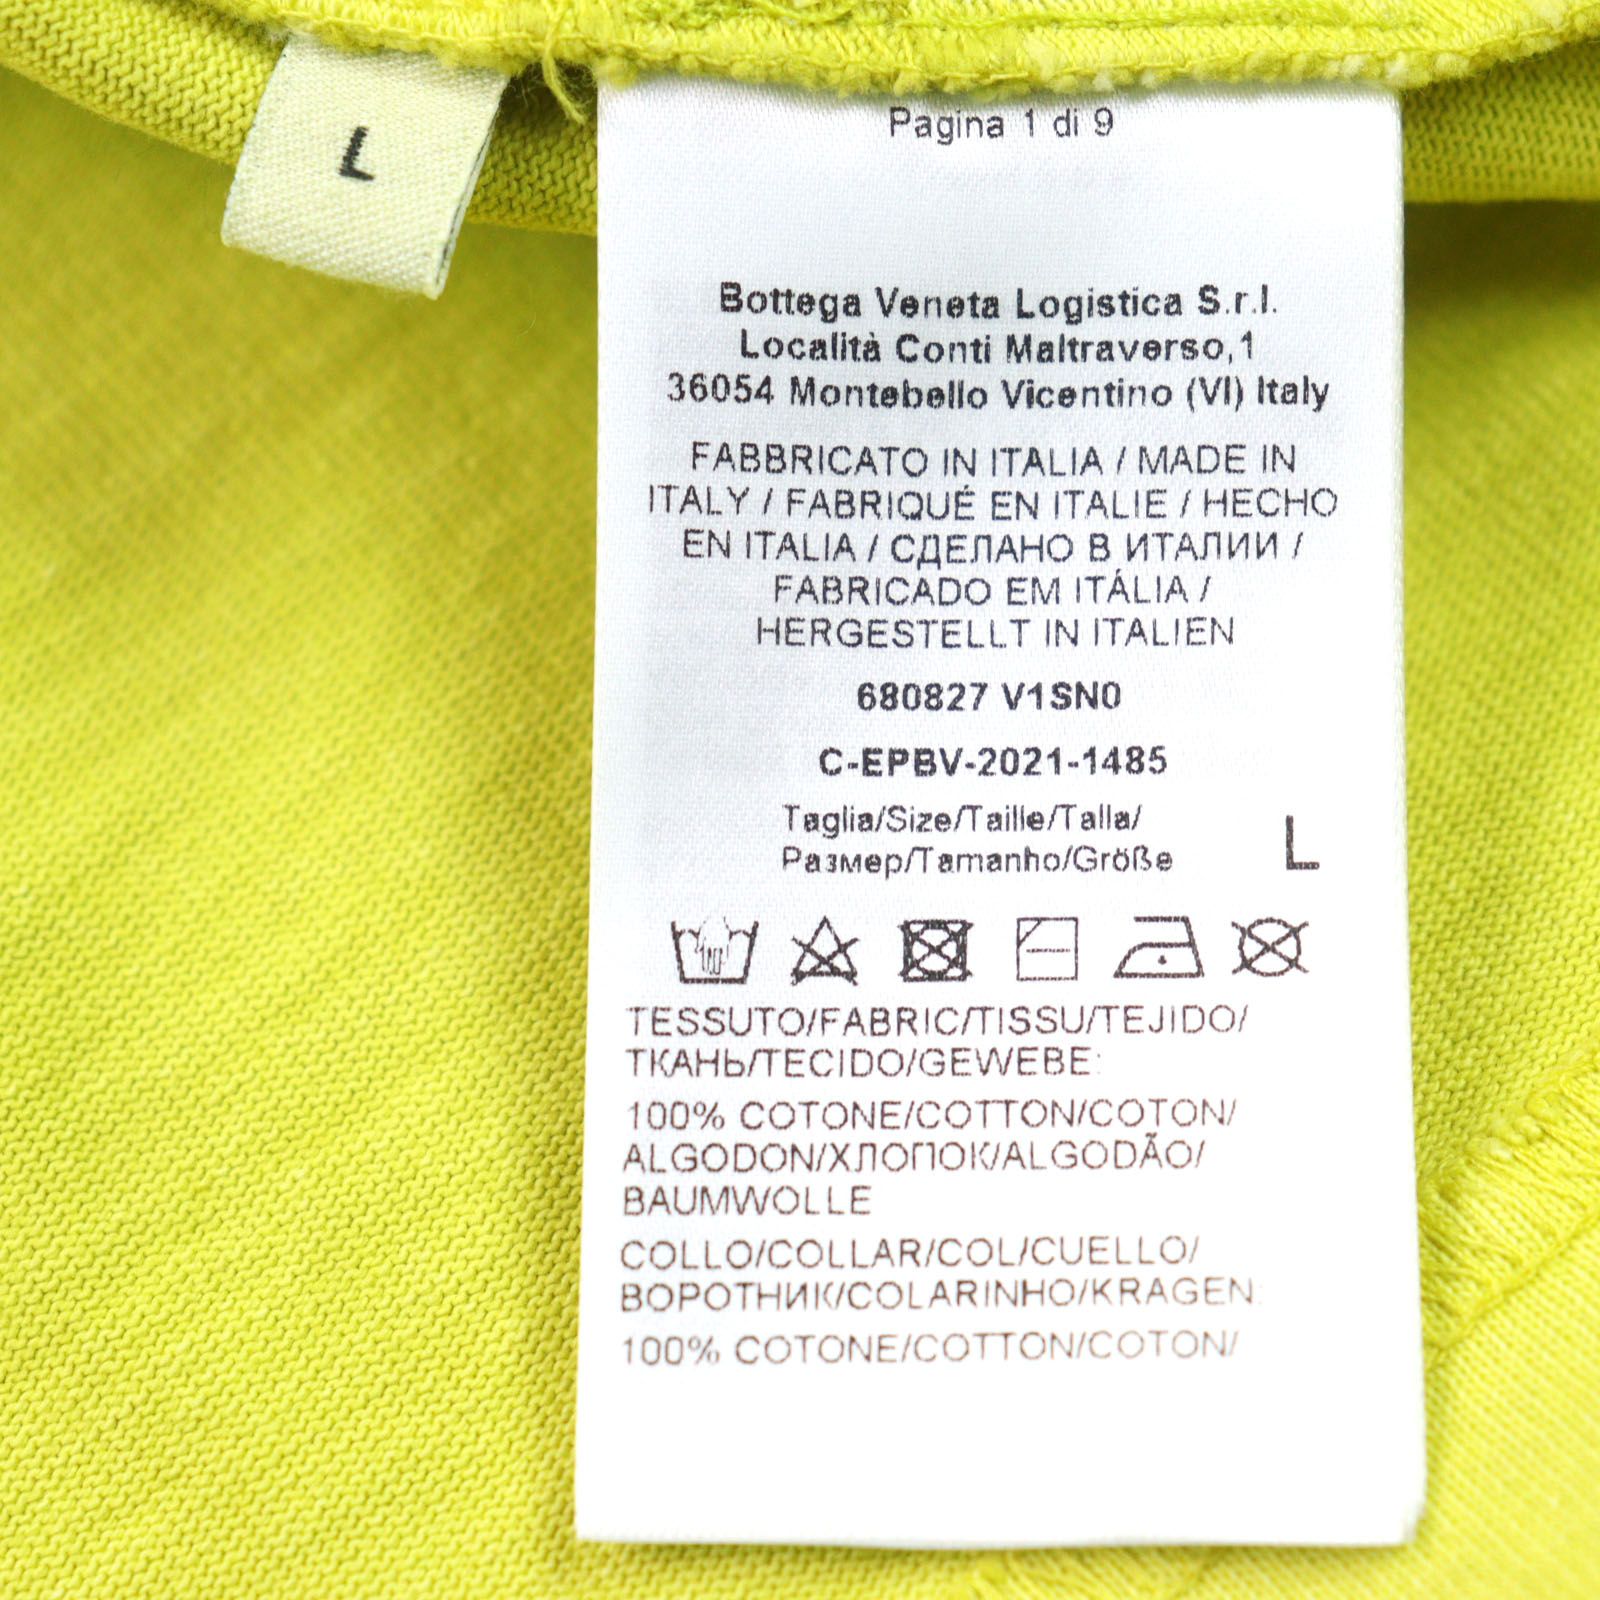 L
Pagina 1 di 9
Bottega Veneta Logistica S.r.l.
Località Conti Maltraverso,1
36054 Montebello Vicentino (VI) Italy
FABBRICATO IN ITALIA / MADE IN
ITALY / FABRIQUÉ EN ITALIE / HECHO
EN ITALIA / СДЕЛАНО В ИТАЛИИ /
FABRICADO EM ITÁLIA /
HERGESTELLT IN ITALIEN
680827 V1SN0
C-EPBV-2021-1485
Taglia/Size/Taille/Talla/
Размер/Tamanho/Größe L
TESSUTO/FABRIC/TISSU/TEJIDO/
ТКАНЬ/TECIDO/GEWEBE:
100% COTONE/COTTON/COTON/
ALGODON/ХЛОПОК/ALGODÃO/
BAUMWOLLE
COLLO/COLLAR/COL/CUELLO/
ВОРОТНИК/COLARINHO/KRAGEN:
100% COTONE/COTTON/COTON/